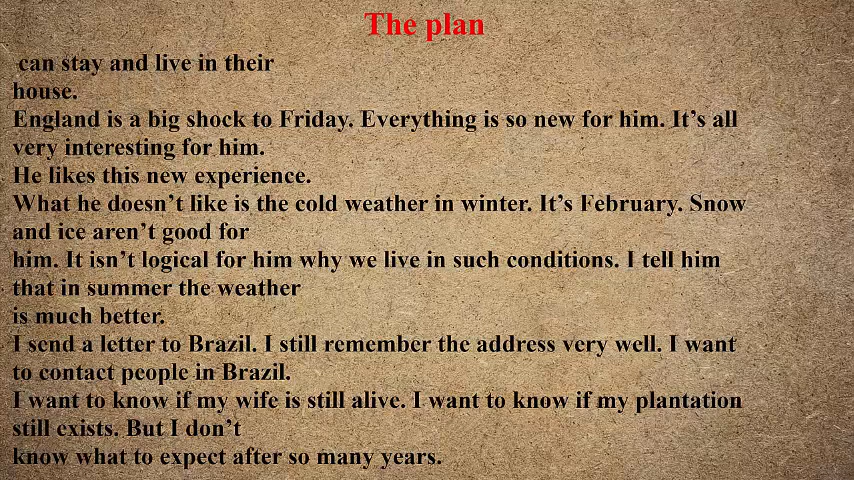 The plan
can stay and live in their
house.
England is a big shock to Friday. Everything is so new for him. It’s all
very interesting for him.
He likes this new experience.
What he doesn’t like is the cold weather in winter. It’s February. Snow
and ice aren’t good for
him. It isn’t logical for him why we live in such conditions. I tell him
that in summer the weather
is much better.
I send a letter to Brazil. I still remember the address very well. I want
to contact people in Brazil.
I want to know if my wife is still alive. I want to know if my plantation
still exists. But I don’t
know what to expect after so many years.